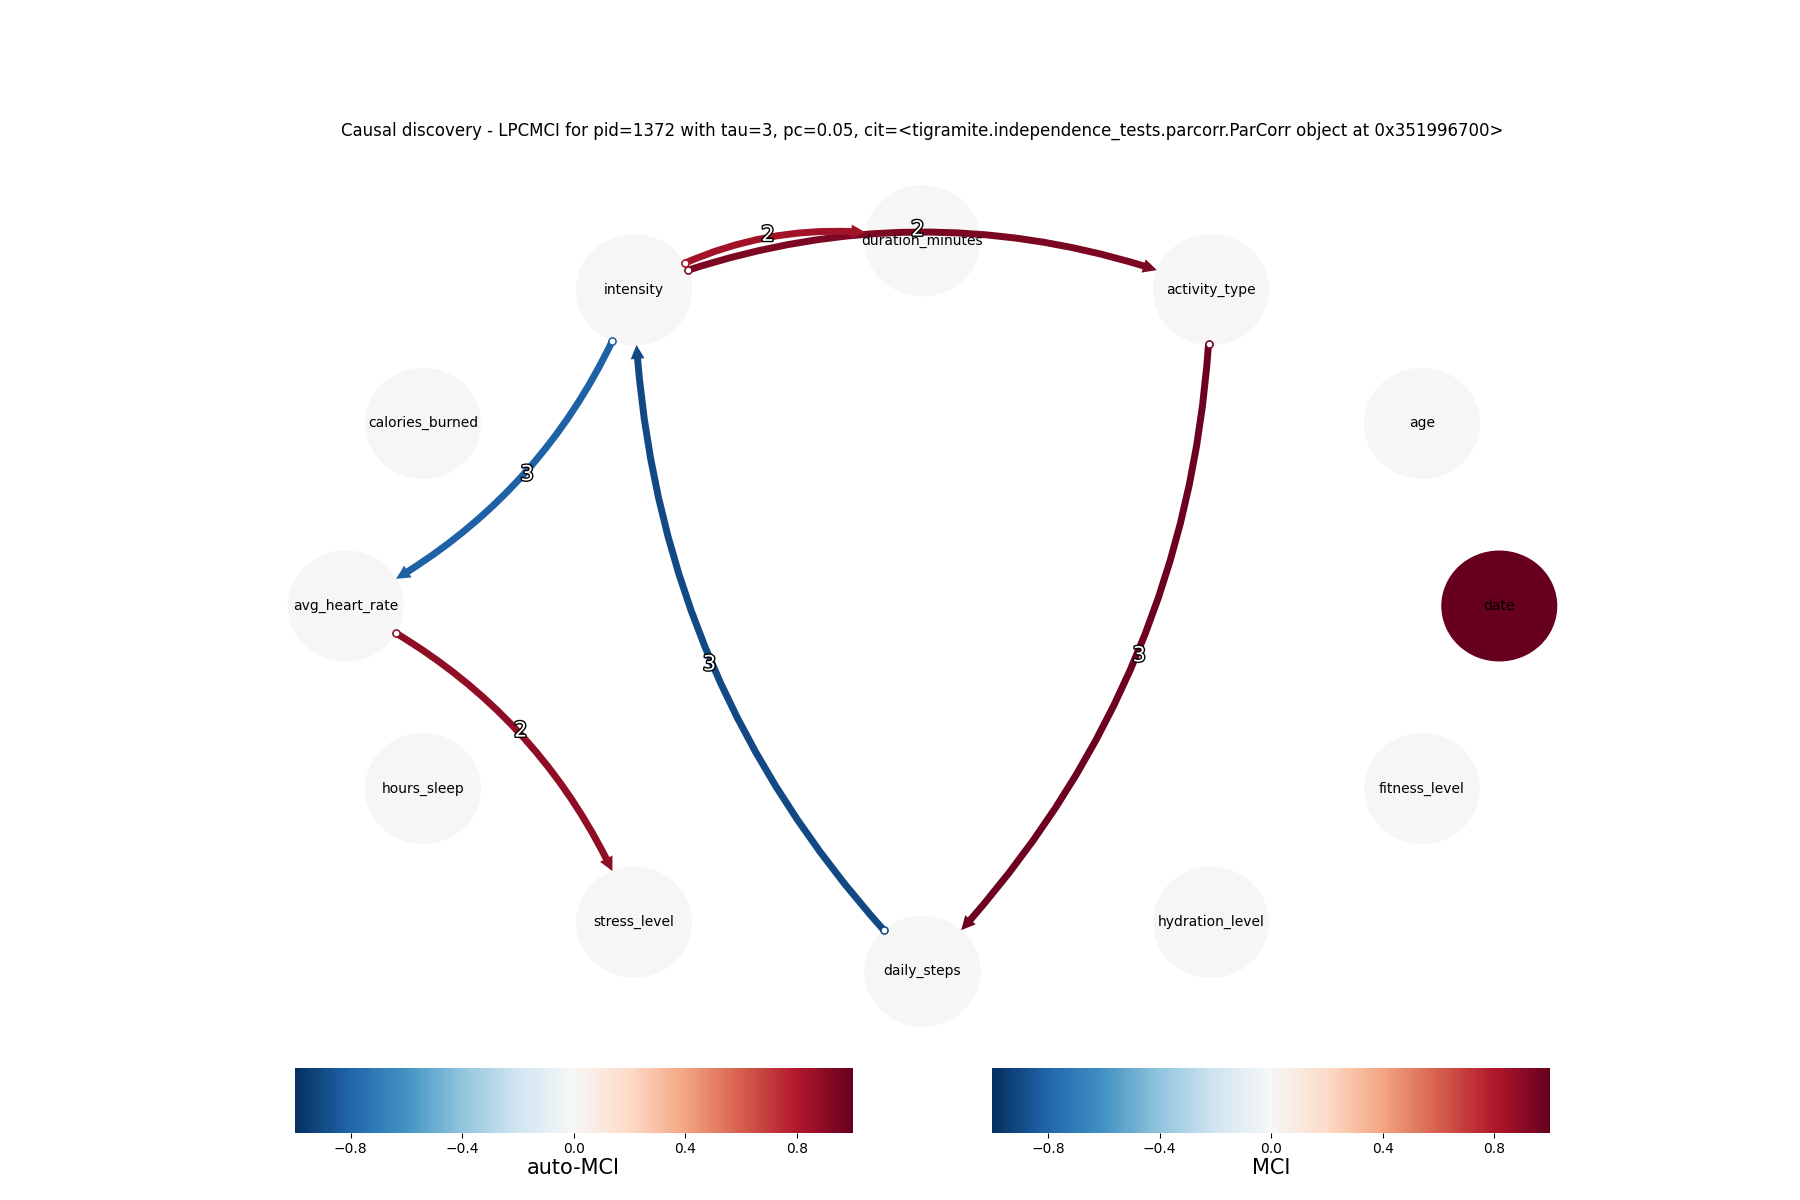 Causal discovery - LPCMCI for pid=1372 with tau=3, pc=0.05, cit=<tigramite.independence_tests.parcorr.ParCorr object at 0x351996700>
2
2
duration_minutes
intensity
activity_type
calories_burned
age
3
avg_heart_rate
date
3
3
2
hours_sleep
fitness_level
stress_level
hydration_level
daily_steps
−0.8 −0.4 0.0 0.4 0.8
auto-MCI
−0.8 −0.4 0.0 0.4 0.8
MCI